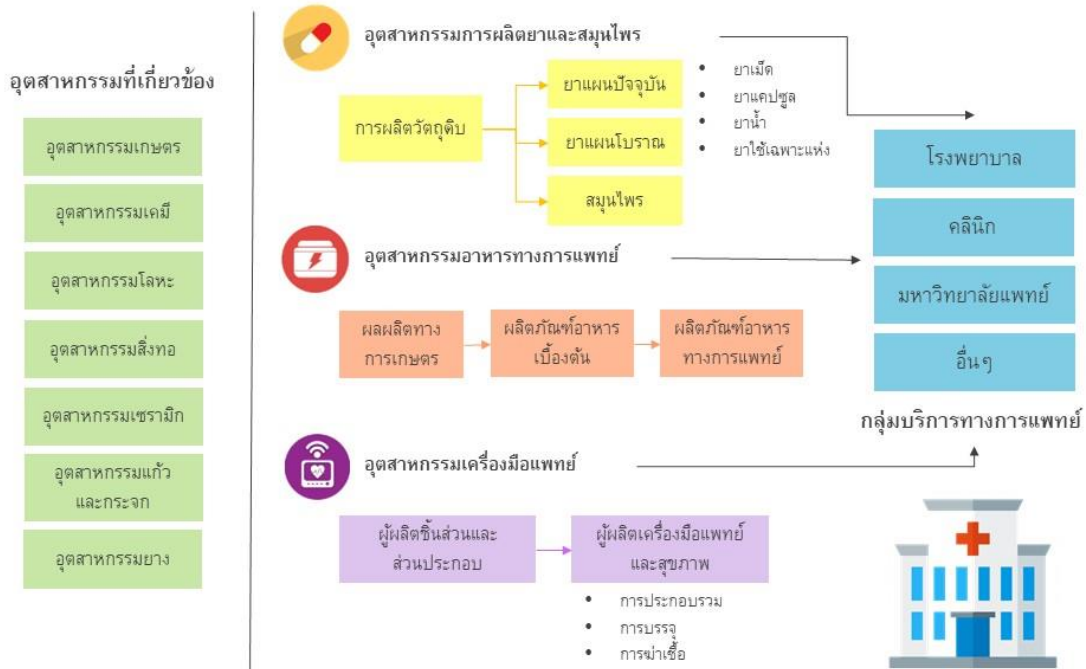 อุตสาหกรรมที่เกี่ยวข้อง
อุตสาหกรรมเกษตร
อุตสาหกรรมเคมี
อุตสาหกรรมโลหะ
อุตสาหกรรมสิ่งทอ
อุตสาหกรรมเซรามิก
อุตสาหกรรมแก้ว
และกระจก
อุตสาหกรรมยาง
อุตสาหกรรมการผลิตยาและสมุนไพร
การผลิตวัตถุดิบ
ยาแผนปัจจุบัน
ยาแผนโบราณ
สมุนไพร
• ยาเม็ด
• ยาแคปซูล
• ยาน้ำ
• ยาใช้เฉพาะแห่ง
อุตสาหกรรมอาหารทางการแพทย์
ผลผลิตทาง
การเกษตร
ผลิตภัณฑ์อาหาร
เบื้องต้น
ผลิตภัณฑ์อาหาร
ทางการแพทย์
อุตสาหกรรมเครื่องมือแพทย์
ผู้ผลิตชิ้นส่วนและ
ส่วนประกอบ
ผู้ผลิตเครื่องมือแพทย์
และสุขภาพ
• การประกอบรวม
• การบรรจุ
• การฆ่าเชื้อ
โรงพยาบาล
คลินิก
มหาวิทยาลัยแพทย์
อื่นๆ
กลุ่มบริการทางการแพทย์